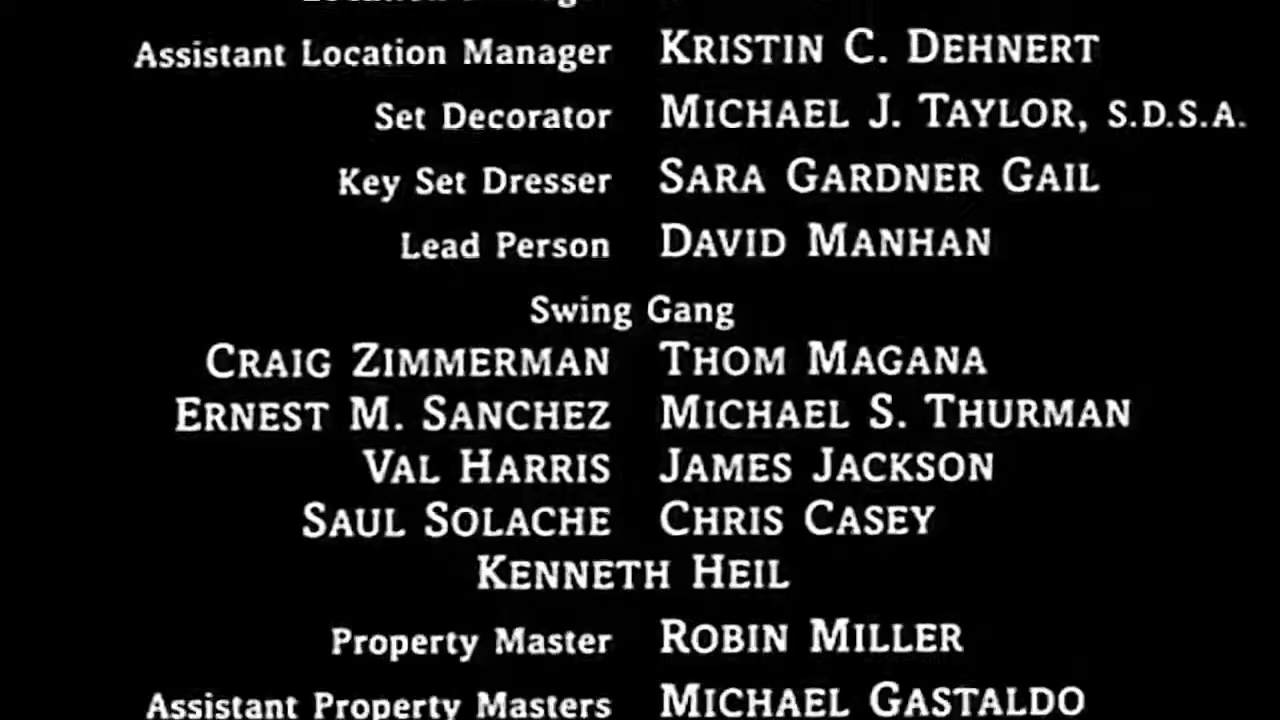 Assistant Location Manager KRISTIN C. DEHNERT
Set Decorator MICHAEL J. TAYLOR, S.D.S.A.
Key Set Dresser SARA GARDNER GAIL
Lead Person DAVID MANHAN
Swing Gang
CRAIG ZIMMERMAN THOM MAGANA
ERNEST M. SANCHEZ MICHAEL S. THURMAN
VAL HARRIS JAMES JACKSON
SAUL SOLACHE CHRIS CASEY
KENNETH HEIL
Property Master ROBIN MILLER
Assistant Property Masters MICHAEL GASTALDO